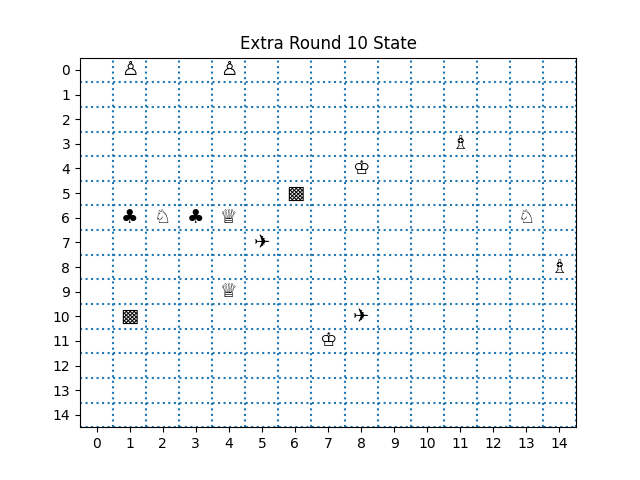 Extra Round 10 State
0 ♙ ♙
1
2
3 ♗
4 ♔
5 ▩
6 ♣ ♘ ♣ ♕ ♘
7 ✈
8 ♗
9 ♕
10 ▩ ✈
11 ♔
12
13
14
0 1 2 3 4 5 6 7 8 9 10 11 12 13 14